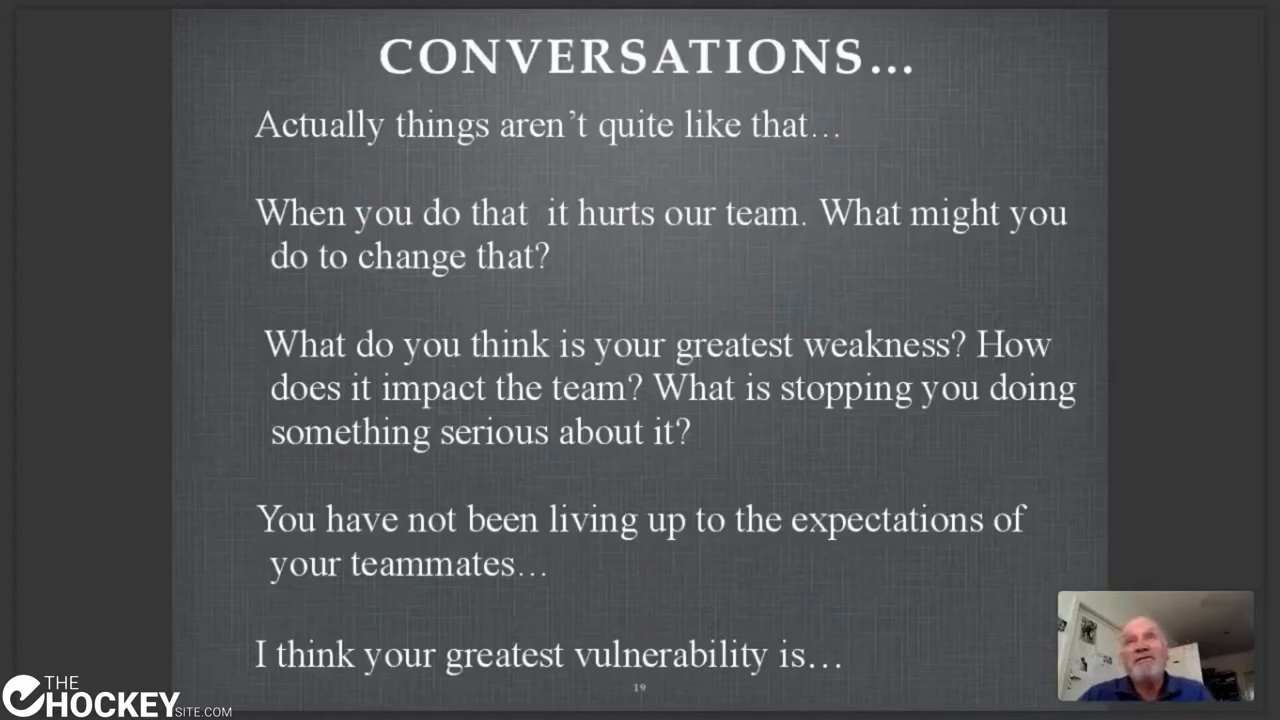 CONVERSATIONS...
Actually things aren't quite like that...
When you do that  it hurts our team. What might you
do to change that?
What do you think is your greatest weakness? How
does it impact the team? What is stopping you doing
something serious about it?
You have not been living up to the expectations of
your teammates...
I think your greatest vulnerability is...
19
THE
HOCKEY
SITE.COM